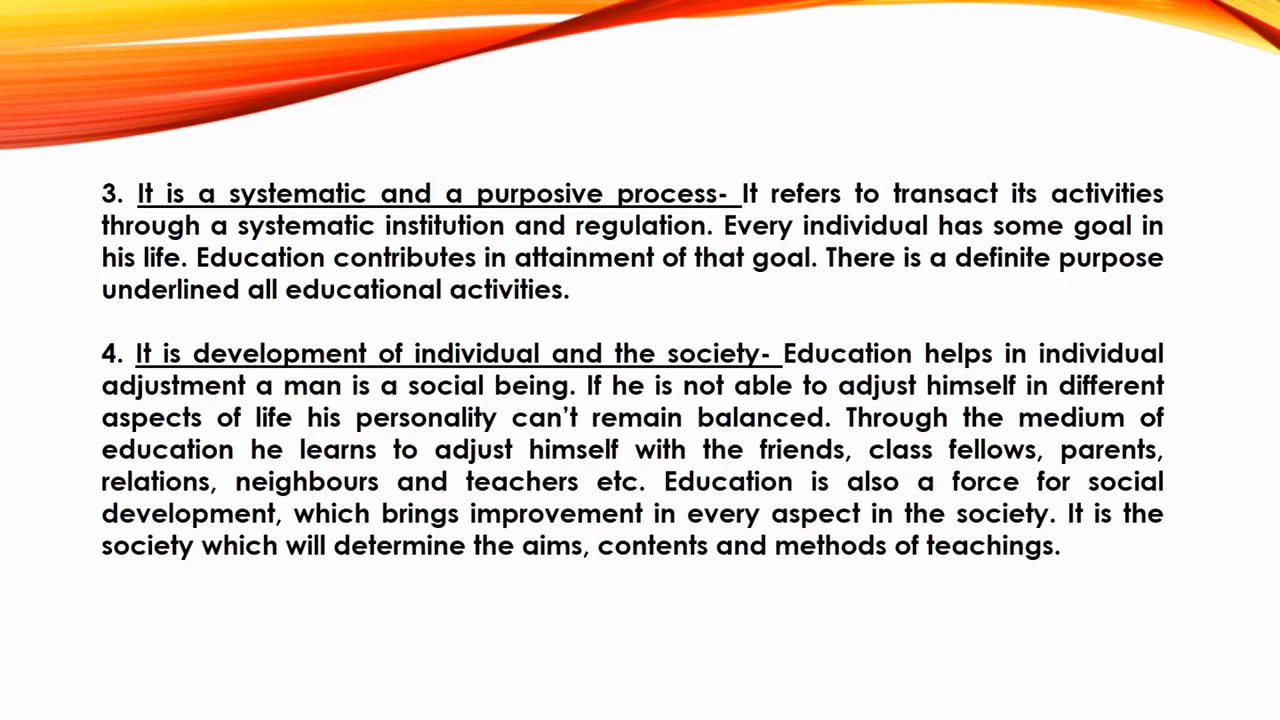 3. It is a systematic and a purposive process- It refers to transact its activities
through a systematic institution and regulation. Every individual has some goal in
his life. Education contributes in attainment of that goal. There is a definite purpose
underlined all educational activities.
4. It is development of individual and the society- Education helps in individual
adjustment a man is a social being. If he is not able to adjust himself in different
aspects of life his personality can’t remain balanced. Through the medium of
education he learns to adjust himself with the friends, class fellows, parents,
relations, neighbours and teachers etc. Education is also a force for social
development, which brings improvement in every aspect in the society. It is the
society which will determine the aims, contents and methods of teachings.